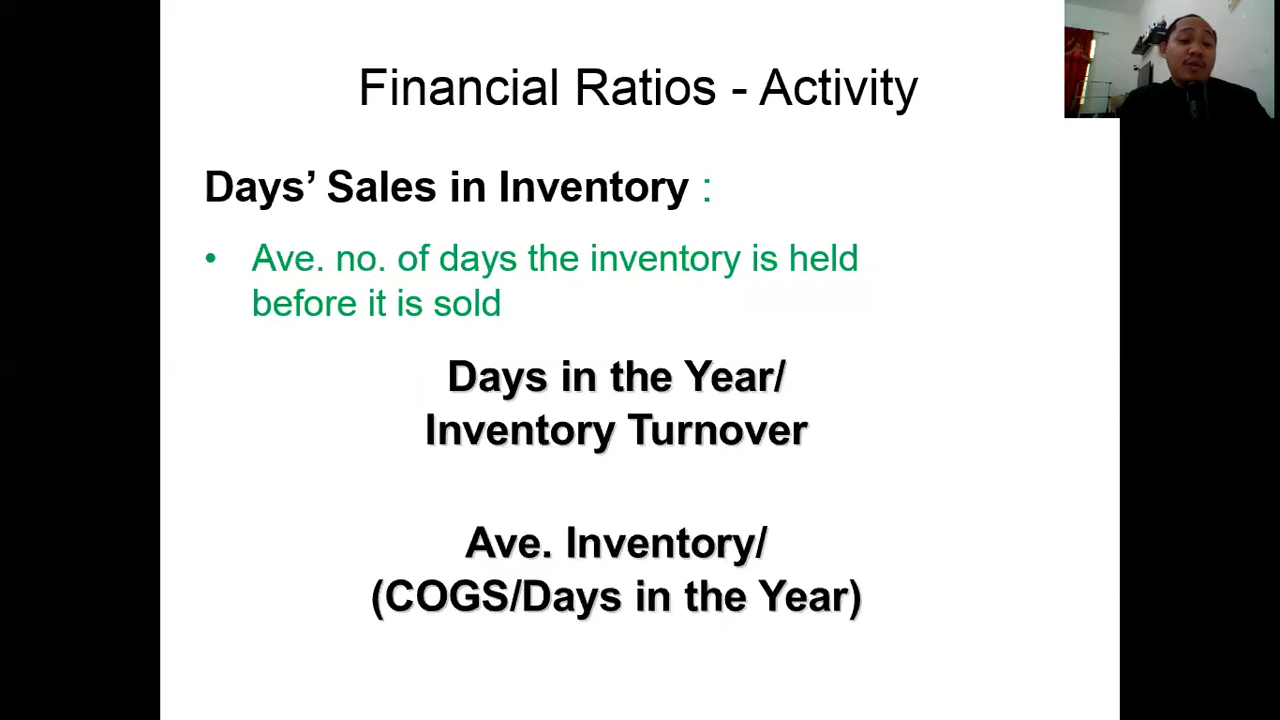 Financial Ratios - Activity
Days’ Sales in Inventory :
• Ave. no. of days the inventory is held
before it is sold
Days in the Year/
Inventory Turnover
Ave. Inventory/
(COGS/Days in the Year)